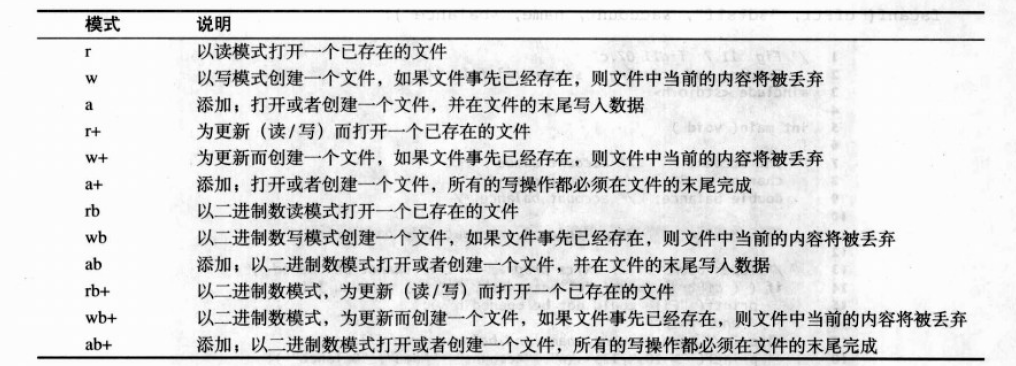 模式 说明
r 以读模式打开一个已存在的文件
w 以写模式创建一个文件，如果文件事先已经存在，则文件中当前的内容将被丢弃
a 添加；打开或者创建一个文件，并在文件的末尾写入数据
r+ 为更新（读/写）而打开一个已存在的文件
w+ 为更新而创建一个文件，如果文件事先已经存在，则文件中当前的内容将被丢弃
a+ 添加；打开或者创建一个文件，所有的写操作都必须在文件的末尾完成
rb 以二进制数读模式打开一个已存在的文件
wb 以二进制数写模式创建一个文件，如果文件事先已经存在，则文件中当前的内容将被丢弃
ab 添加；以二进制数模式打开或者创建一个文件，并在文件的末尾写入数据
rb+ 以二进制数模式，为更新（读/写）而打开一个已存在的文件
wb+ 以二进制数模式，为更新而创建一个文件，如果文件事先已经存在，则文件中当前的内容将被丢弃
ab+ 添加；以二进制数模式打开或者创建一个文件，所有的写操作都必须在文件的末尾完成